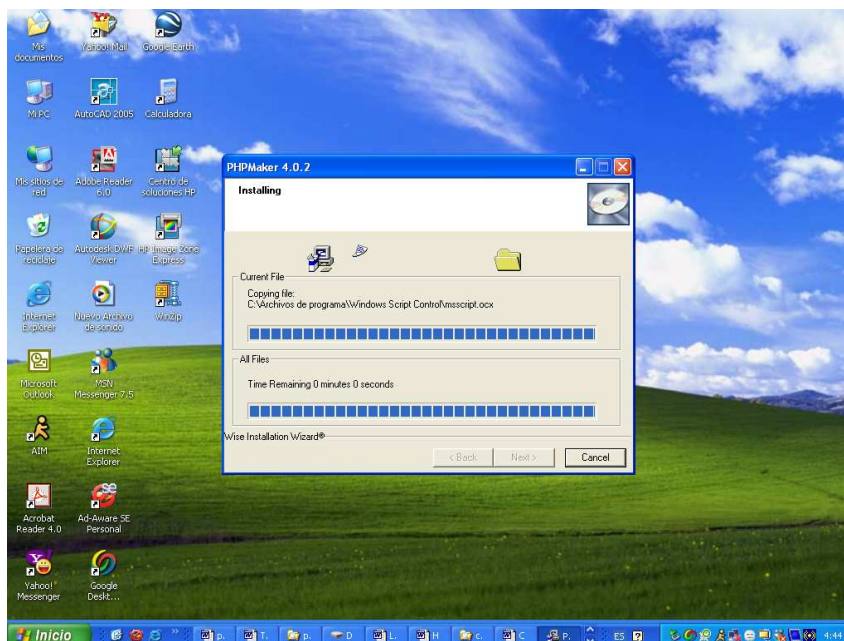 Mis documentos
Yahoo! Mail
Google Earth
Mi PC
AutoCAD 2005
Calculadora
Mis sitios de red
Adobe Reader 6.0
Centro de soluciones HP
Papelera de reciclaje
Autodesk DWF Viewer
HP Image Zone Express
Internet Explorer
Nuevo Archivo de sonido
WinZip
Microsoft Outlook
MSN Messenger 7.5
AIM
Internet Explorer
Acrobat Reader 4.0
Ad-Aware SE Personal
Yahoo! Messenger
Google Deskt...
PHPMaker 4.0.2
Installing
Current File
Copying file:
C:\Archivos de programa\Windows Script Control\msscript.ocx
All Files
Time Remaining 0 minutes 0 seconds
Wise Installation Wizard®
< Back
Next >
Cancel
Inicio
p.
T.
p.
D
L.
H
c.
C
P.
ES
4:44